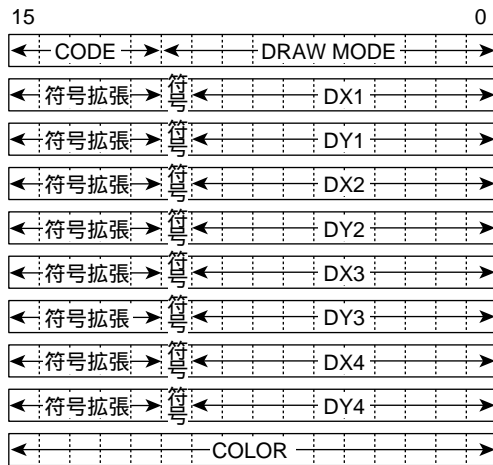 15 0
CODE DRAW MODE
符号拡張 符号 DX1
符号拡張 符号 DY1
符号拡張 符号 DX2
符号拡張 符号 DY2
符号拡張 符号 DX3
符号拡張 符号 DY3
符号拡張 符号 DX4
符号拡張 符号 DY4
COLOR